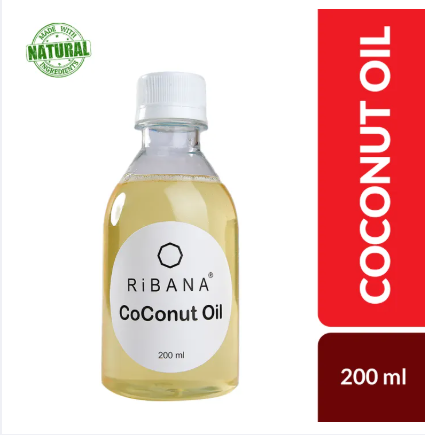 MADE WITH
NATURAL
INGREDIENTS
RiBANA®
CoConut Oil
200 ml
COCONUT OIL
200 ml